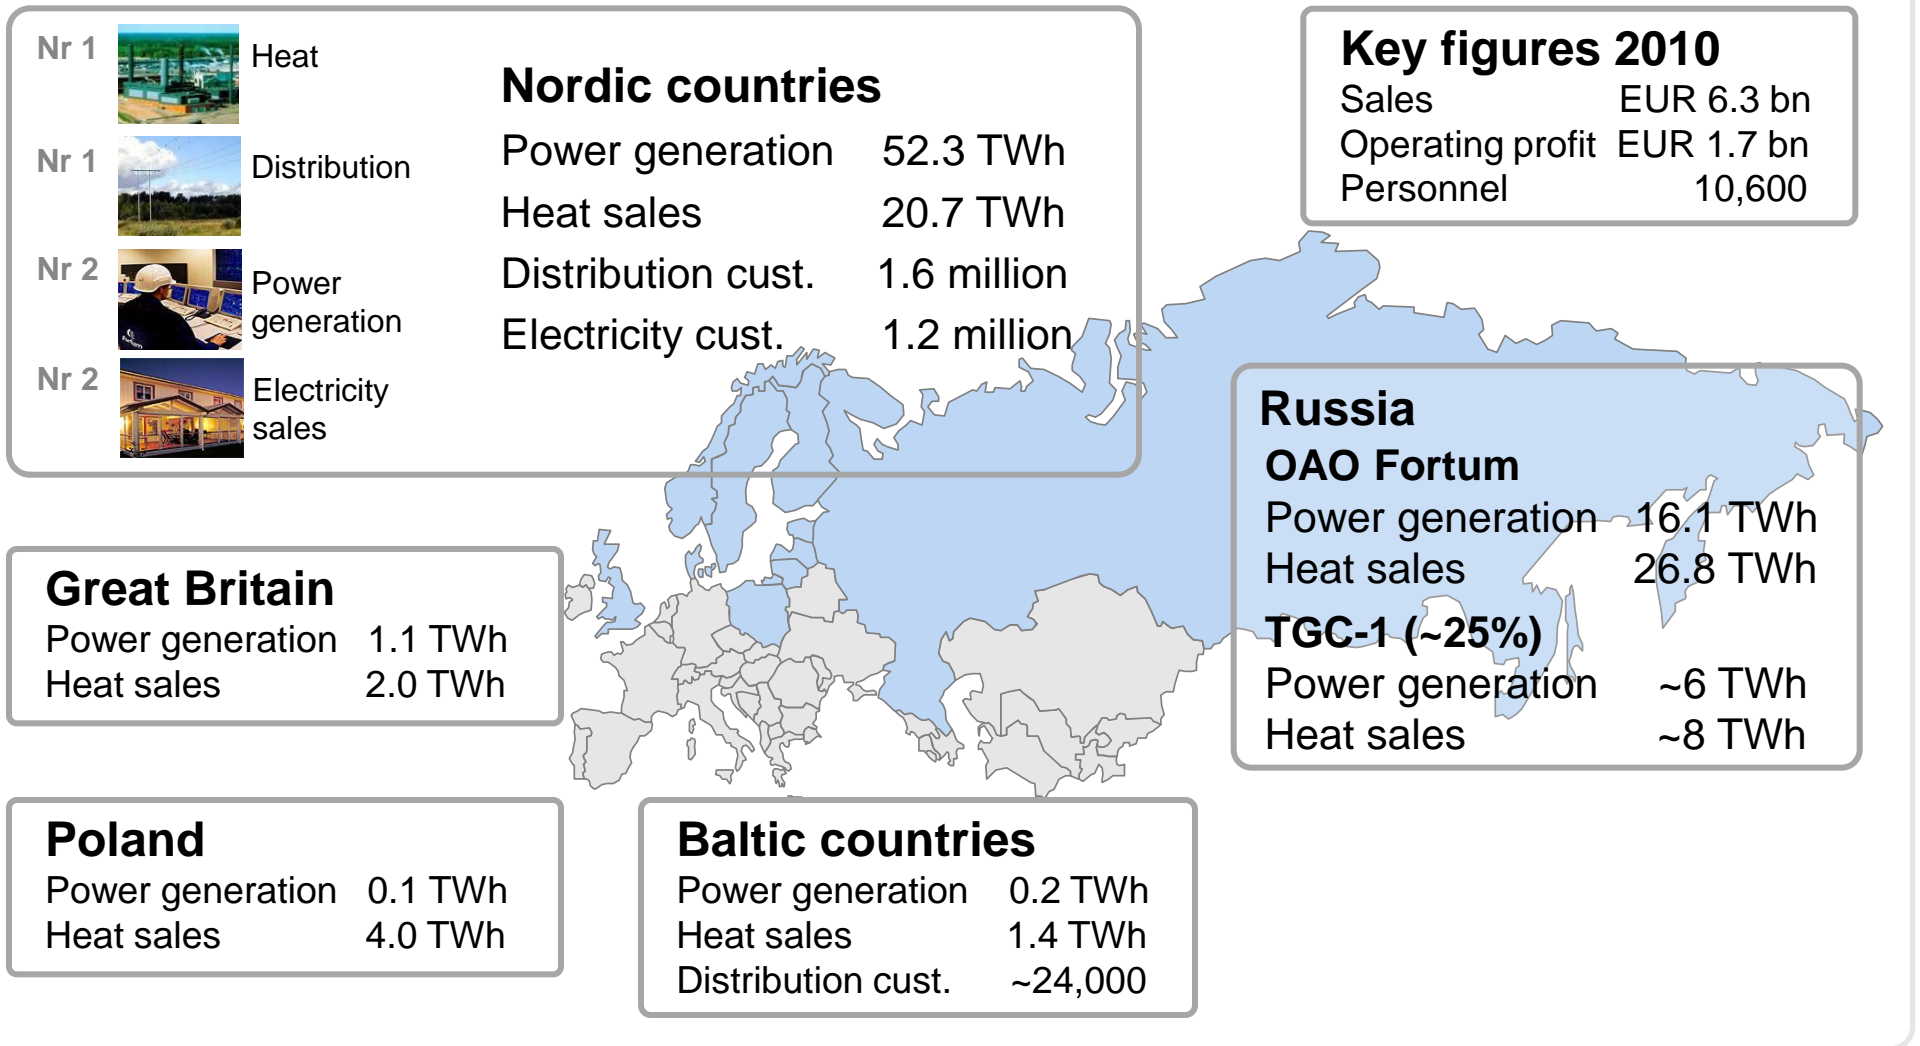 Nr 1
Heat
Nr 1
Distribution
Nr 2
Power
generation
Nr 2
Electricity
sales
Nordic countries
Power generation 52.3 TWh
Heat sales 20.7 TWh
Distribution cust. 1.6 million
Electricity cust. 1.2 million
Key figures 2010
Sales EUR 6.3 bn
Operating profit EUR 1.7 bn
Personnel 10,600
Russia
OAO Fortum
Power generation 16.1 TWh
Heat sales 26.8 TWh
TGC-1 (~25%)
Power generation ~6 TWh
Heat sales ~8 TWh
Great Britain
Power generation 1.1 TWh
Heat sales 2.0 TWh
Poland
Power generation 0.1 TWh
Heat sales 4.0 TWh
Baltic countries
Power generation 0.2 TWh
Heat sales 1.4 TWh
Distribution cust. ~24,000
Fortum